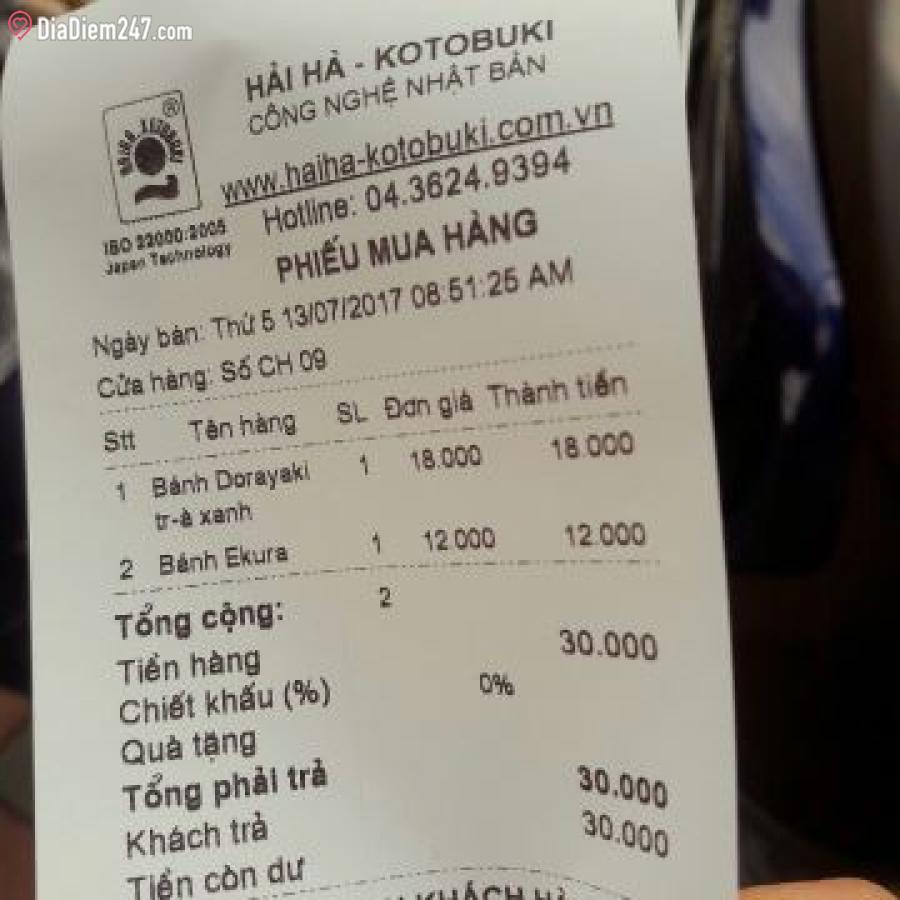 DiaDiem247.com
HẢI HÀ - KOTOBUKI
CÔNG NGHỆ NHẬT BẢN
HAIHA KOTOBUKI
®
www.haiha-kotobuki.com.vn
Hotline: 04.3624.9394
ISO 22000:2005
Japan Technology
PHIẾU MUA HÀNG
Ngày bán: Thứ 5 13/07/2017 08:51:25 AM
Cửa hàng: Số CH 09
Stt Tên hàng SL Đơn giá Thành tiền
1 Bánh Dorayaki 1 18.000 18.000
tr-à xanh
2 Bánh Ekura 1 12.000 12.000
Tổng cộng: 2
Tiền hàng 30.000
Chiết khấu (%) 0%
Quà tặng
Tổng phải trả 30.000
Khách trả 30.000
Tiền còn dư
KHÁCH